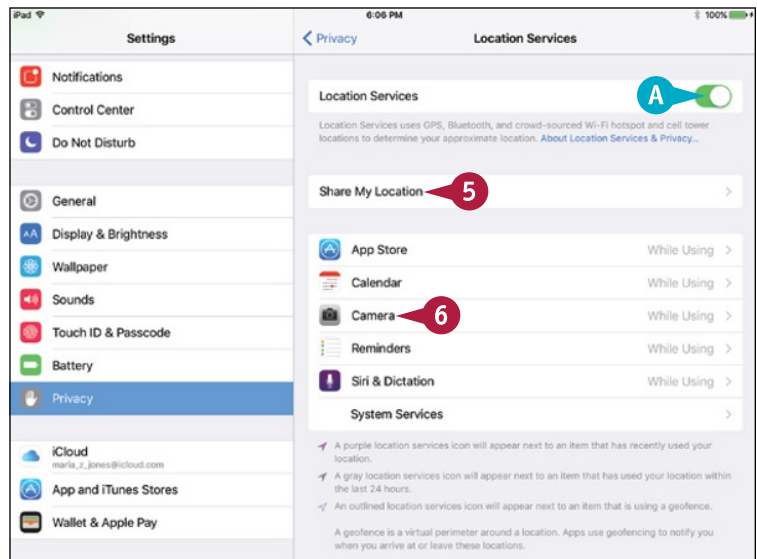 iPad 6:06 PM 100%
Settings
Privacy Location Services
Notifications
Control Center
Do Not Disturb
General
Display & Brightness
Wallpaper
Sounds
Touch ID & Passcode
Battery
Privacy
iCloud
maria_z_jones@icloud.com
App and iTunes Stores
Wallet & Apple Pay
Location Services A
Location Services uses GPS, Bluetooth, and crowd-sourced Wi-Fi hotspot and cell tower
locations to determine your approximate location. About Location Services & Privacy...
Share My Location 5
App Store While Using
Calendar While Using
Camera 6 While Using
Reminders While Using
Siri & Dictation While Using
System Services
A purple location services icon will appear next to an item that has recently used your
location.
A gray location services icon will appear next to an item that has used your location within
the last 24 hours.
An outlined location services icon will appear next to an item that is using a geofence.
A geofence is a virtual perimeter around a location. Apps use geofencing to notify you
when you arrive at or leave these locations.